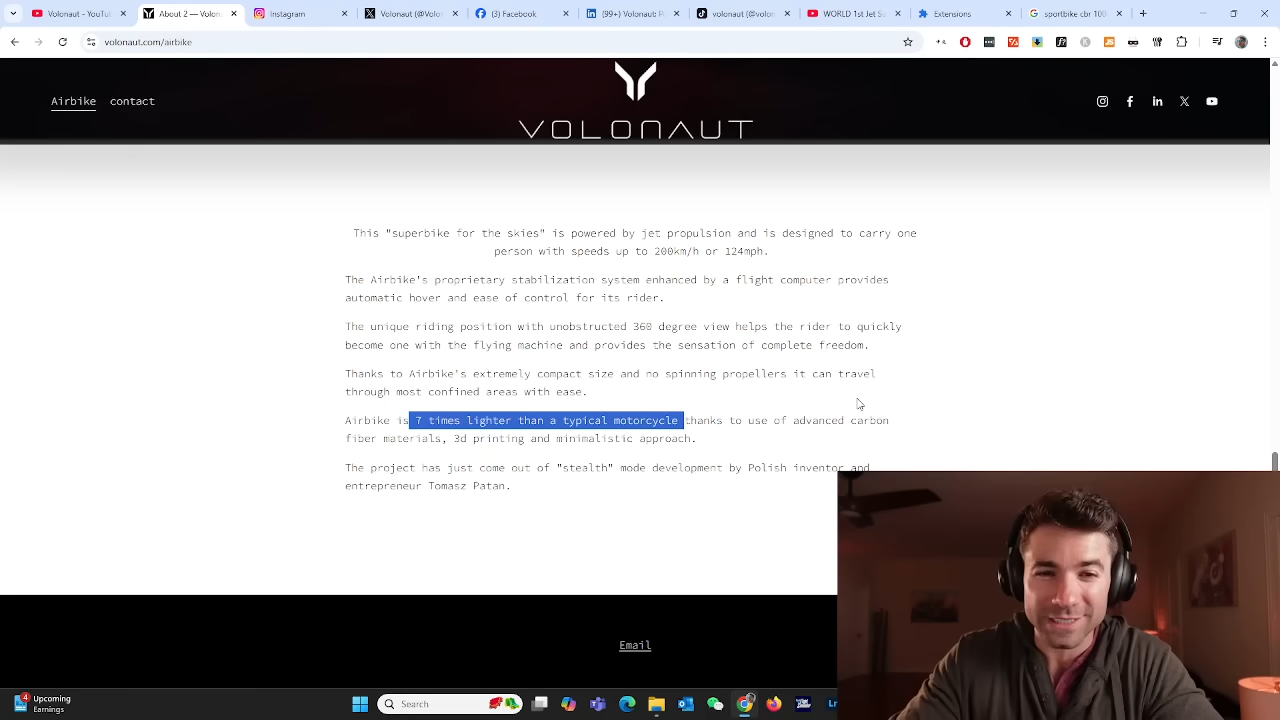 Volonaut - YouTube
About 2 — Volonaut
Instagram
Volonaut (@Volo
(3) Facebook
(99+) Volonaut P
volonaut (@volon
WORLD 1st Jet Su
Extensions
sportbike cbr 100
volonaut.com/airbike
Airbike contact
VOLONAUT
This "superbike for the skies" is powered by jet propulsion and is designed to carry one
person with speeds up to 200km/h or 124mph.
The Airbike's proprietary stabilization system enhanced by a flight computer provides
automatic hover and ease of control for its rider.
The unique riding position with unobstructed 360 degree view helps the rider to quickly
become one with the flying machine and provides the sensation of complete freedom.
Thanks to Airbike's extremely compact size and no spinning propellers it can travel
through most confined areas with ease.
Airbike is 7 times lighter than a typical motorcycle thanks to use of advanced carbon
fiber materials, 3d printing and minimalistic approach.
The project has just come out of "stealth" mode development by Polish inventor and
entrepreneur Tomasz Patan.
Email
4
Upcoming
Earnings
Search